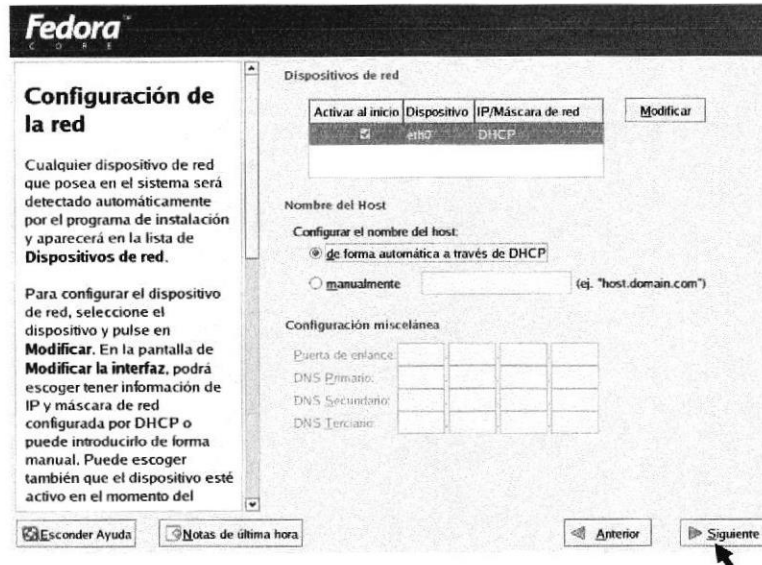 Fedora™
CORE
Configuración de
la red
Cualquier dispositivo de red
que posea en el sistema será
detectado automáticamente
por el programa de instalación
y aparecerá en la lista de
Dispositivos de red.
Para configurar el dispositivo
de red, seleccione el
dispositivo y pulse en
Modificar. En la pantalla de
Modificar la interfaz, podrá
escoger tener información de
IP y máscara de red
configurada por DHCP o
puede introducirlo de forma
manual. Puede escoger
también que el dispositivo esté
activo en el momento del
Dispositivos de red
Activar al inicio Dispositivo IP/Máscara de red
eth0 DHCP
Modificar
Nombre del Host
Configurar el nombre del host:
de forma automática a través de DHCP
manualmente (ej. "host.domain.com")
Configuración miscelánea
Puerta de enlance:
DNS Primario:
DNS Secundario:
DNS Terciario:
Esconder Ayuda Notas de última hora Anterior Siguiente